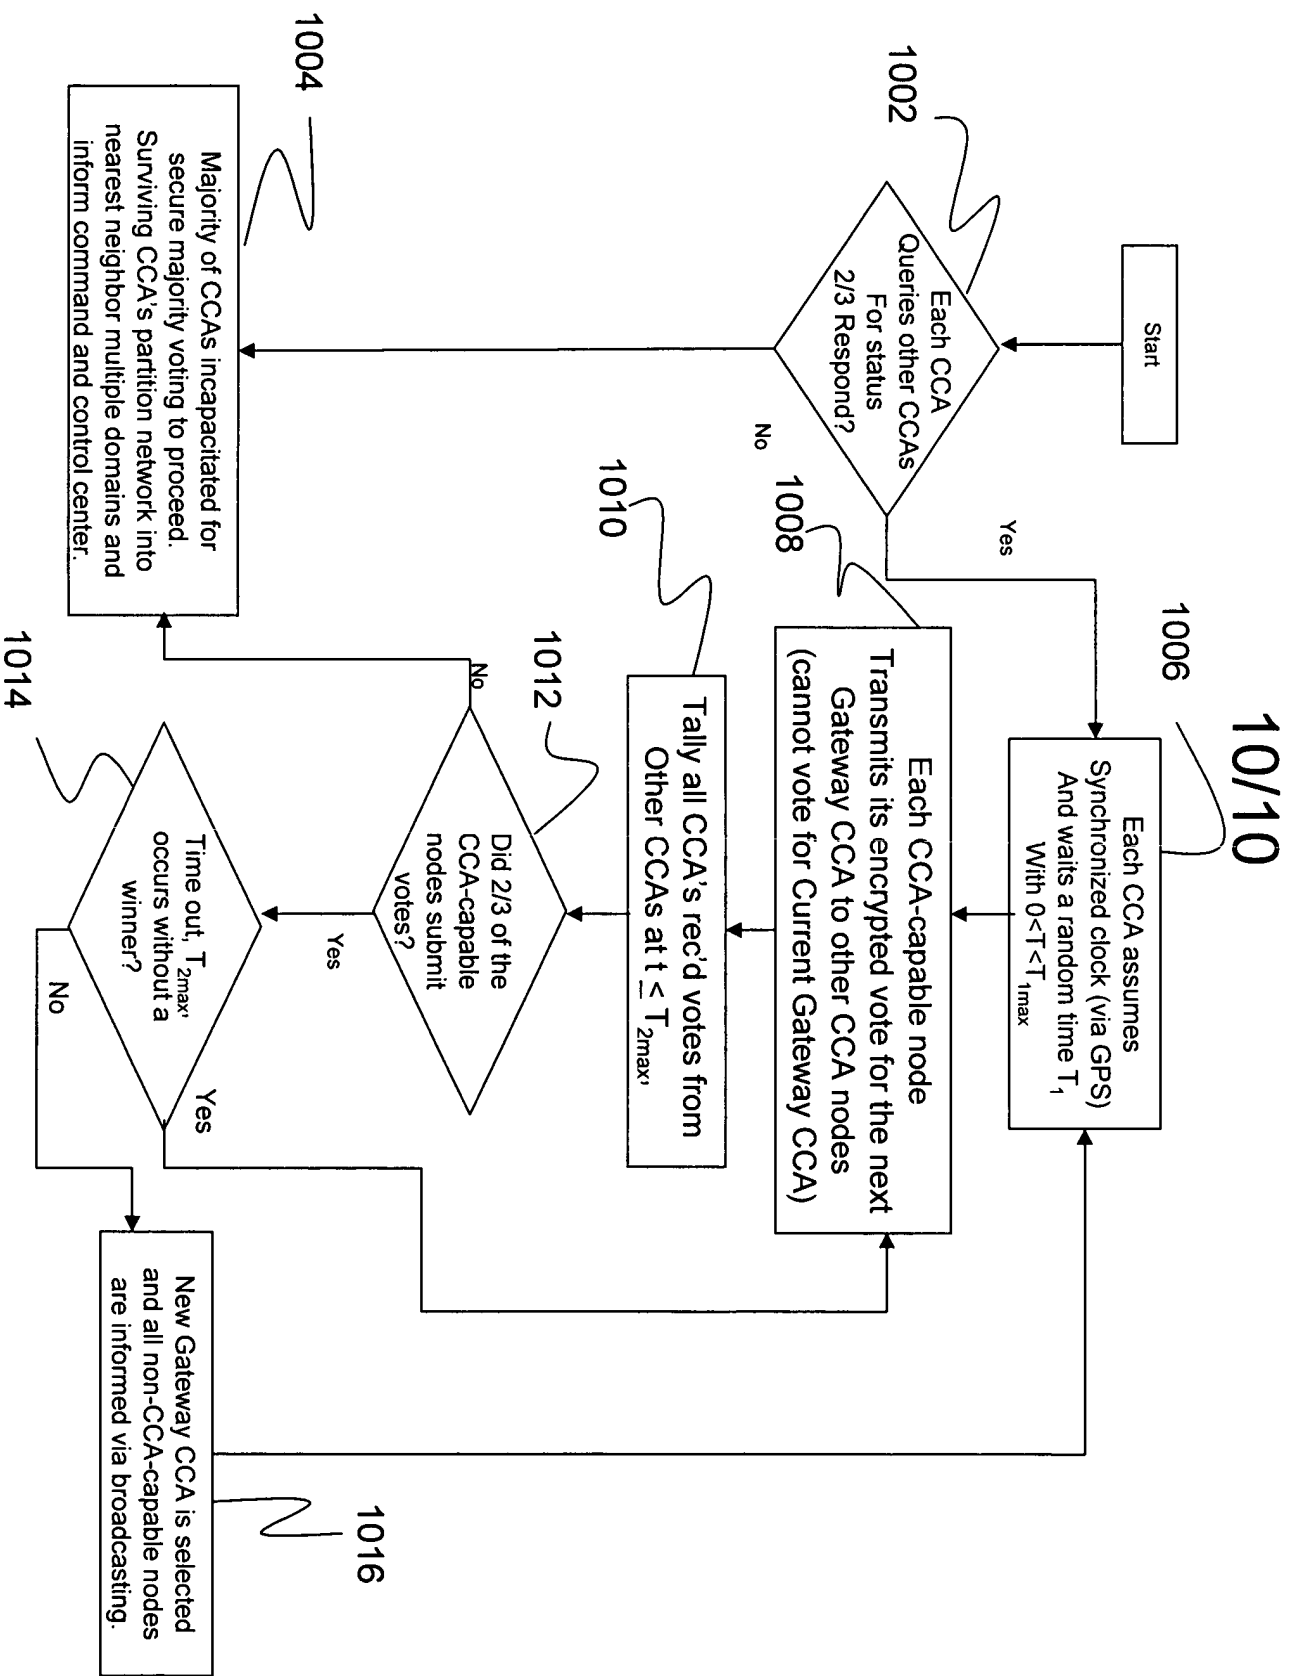 10/10
Start
1002
Each CCA
Queries other CCAs
For status
2/3 Respond?
No
Yes
1004
Majority of CCAs incapacitated for
secure majority voting to proceed.
Surviving CCA's partition network into
nearest neighbor multiple domains and
inform command and control center.
1006
Each CCA assumes
Synchronized clock (via GPS)
And waits a random time T1
With 0<T<T1max
1008
Each CCA-capable node
Transmits its encrypted vote for the next
Gateway CCA to other CCA nodes
(cannot vote for Current Gateway CCA)
1010
Tally all CCA's rec'd votes from
Other CCAs at t _< T2max,
1012
Did 2/3 of the
CCA-capable
nodes submit
votes?
No
Yes
1014
Time out, T2max,
occurs without a
winner?
Yes
No
New Gateway CCA is selected
and all non-CCA-capable nodes
are informed via broadcasting.
1016